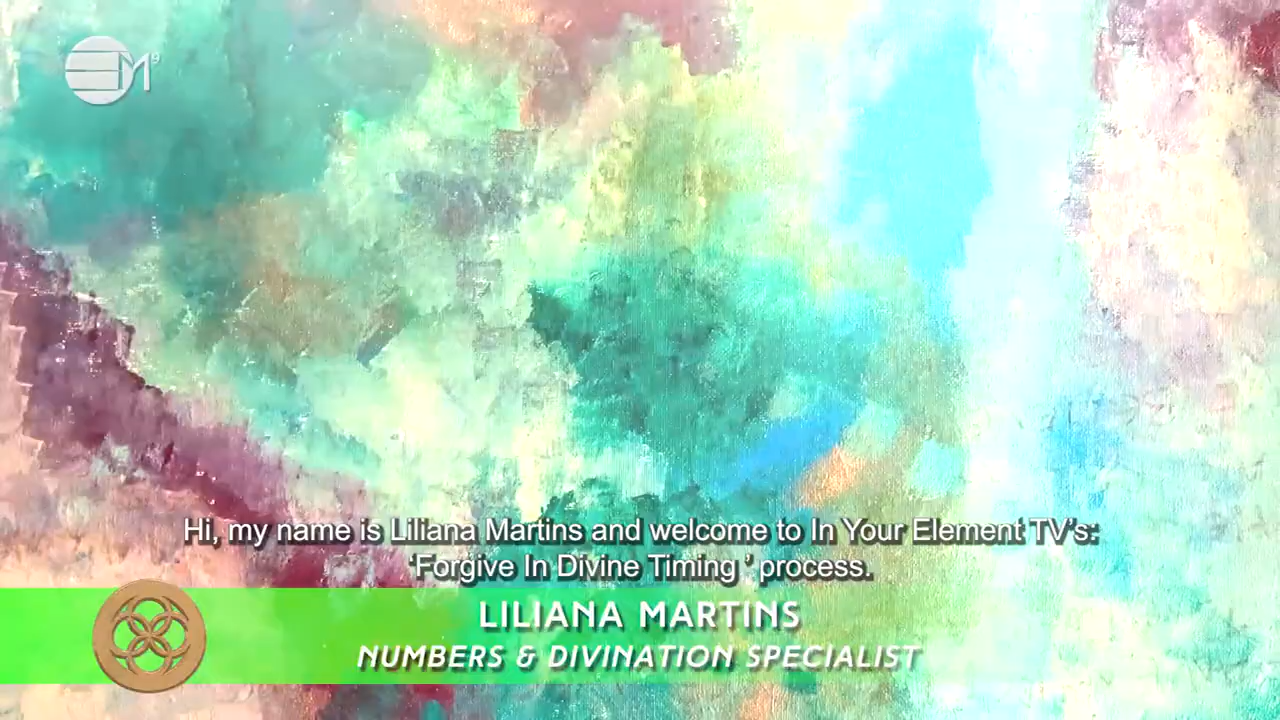 EM9
Hi, my name is Liliana Martins and welcome to In Your Element TV's:
'Forgive In Divine Timing ' process.
LILIANA MARTINS
NUMBERS & DIVINATION SPECIALIST